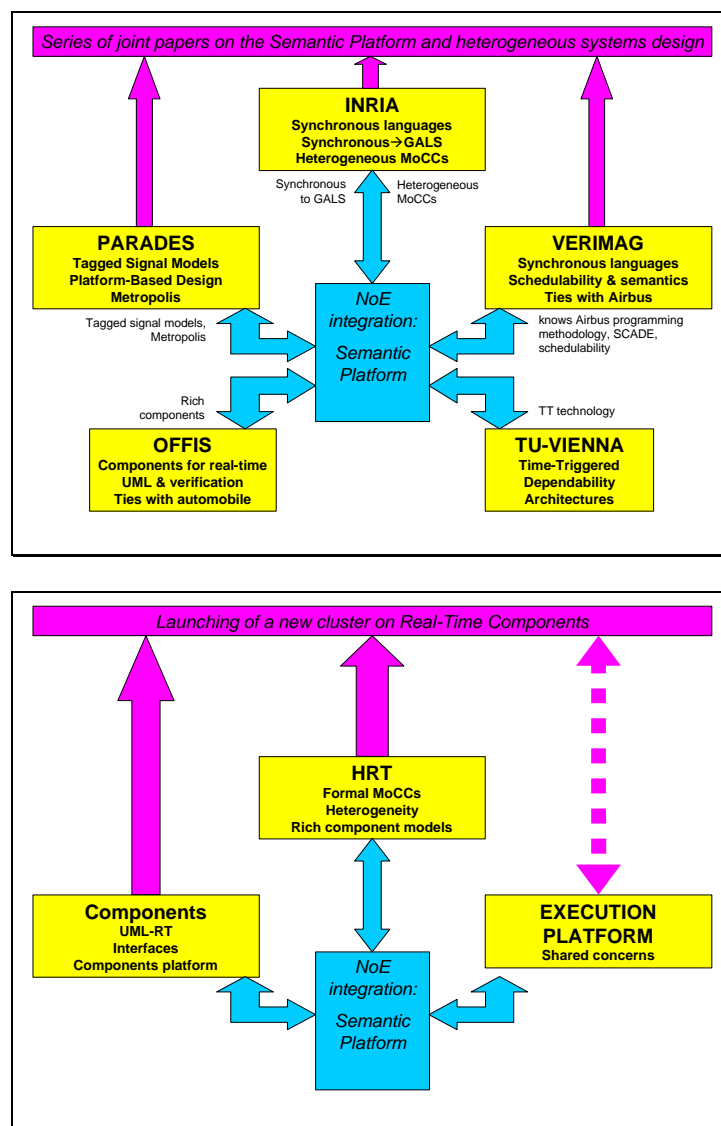 Series of joint papers on the Semantic Platform and heterogeneous systems design
INRIA
Synchronous languages
Synchronous→GALS
Heterogeneous MoCCs
Synchronous
to GALS
Heterogeneous
MoCCs
PARADES
Tagged Signal Models
Platform-Based Design
Metropolis
VERIMAG
Synchronous languages
Schedulability & semantics
Ties with Airbus
NoE
integration:
Semantic
Platform
Tagged signal models,
Metropolis
knows Airbus programming
methodology, SCADE,
schedulability
Rich
components
TT technology
OFFIS
Components for real-time
UML & verification
Ties with automobile
TU-VIENNA
Time-Triggered
Dependability
Architectures
Launching of a new cluster on Real-Time Components
HRT
Formal MoCCs
Heterogeneity
Rich component models
Components
UML-RT
Interfaces
Components platform
EXECUTION
PLATFORM
Shared concerns
NoE
integration:
Semantic
Platform